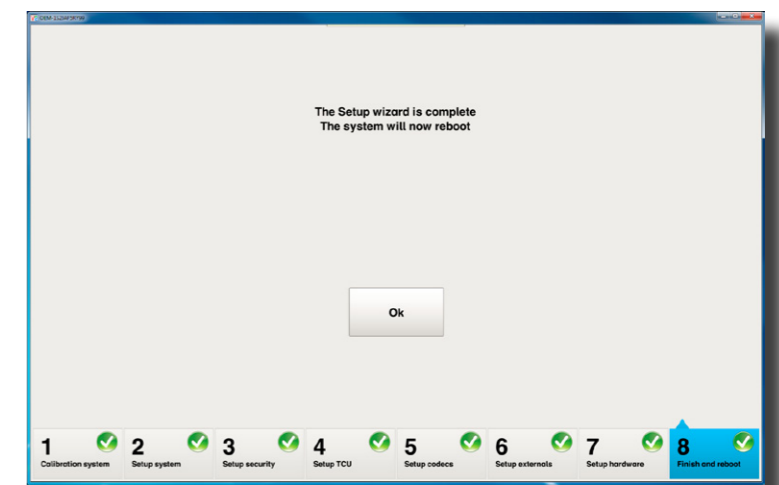 The Setup wizard is complete
The system will now reboot
Ok
1
Calibration system
2
Setup system
3
Setup security
4
Setup TCU
5
Setup codecs
6
Setup externals
7
Setup hardware
8
Finish and reboot